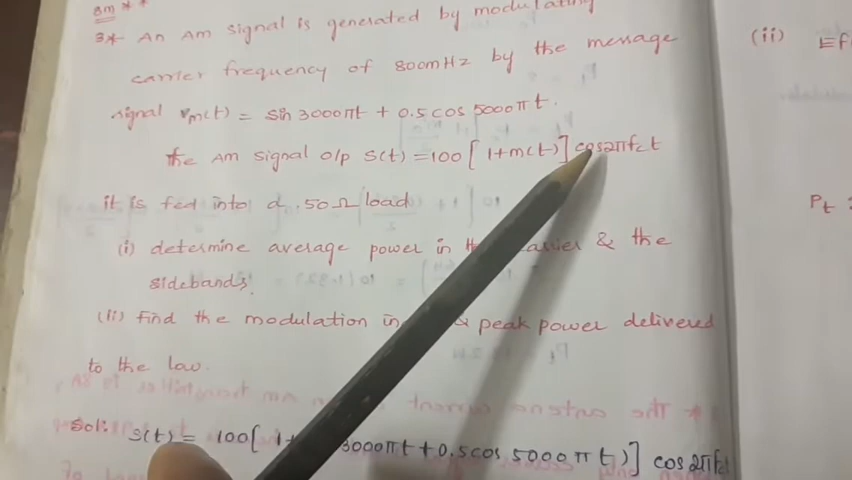 8m * *
3* An Am signal is generated by modulating
carrier frequency of 800mHz by the message
signal m(t) = sin 3000πt + 0.5 cos 5000πt.
the Am signal o/p s(t) = 100 [1+m(t)] cos2πfct
it is fed into a 50Ω load
(i) determine average power in the carrier & the
sidebands.
(ii) Find the modulation & peak power delivered
to the law.
Sol: s(t) = 100[ 1+ 3000πt + 0.5cos 5000πt)] cos 2πfct
(ii) Ef
Pt